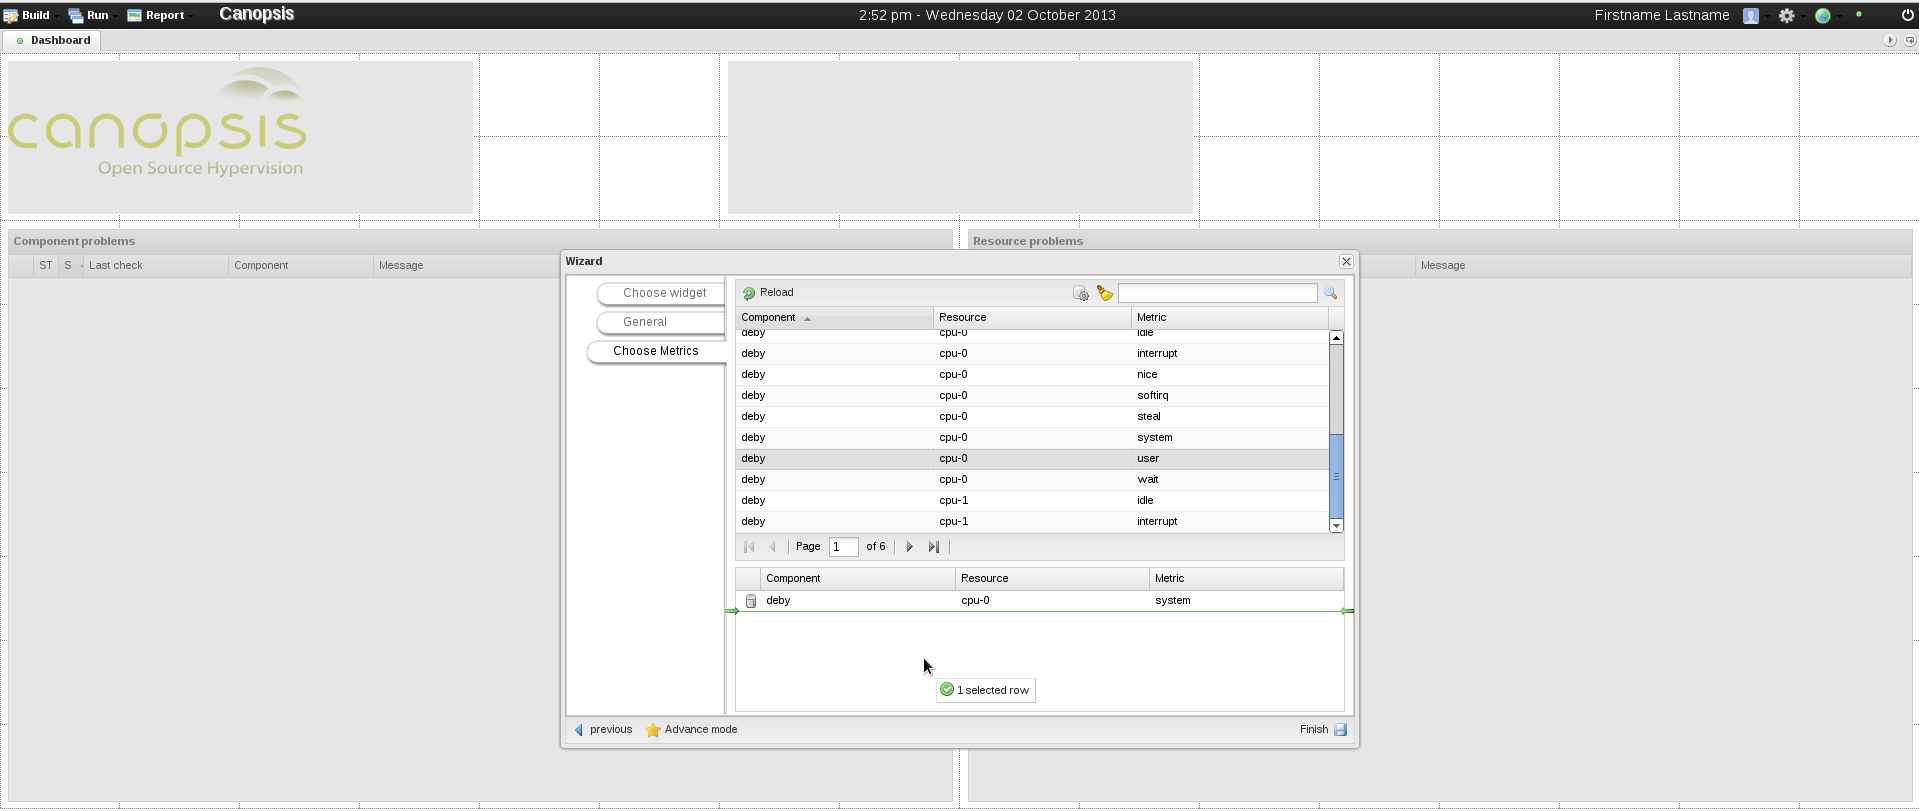 Build Run Report Canopsis 2:52 pm - Wednesday 02 October 2013 Firstname Lastname
Dashboard
canopsis
Open Source Hypervision
Component problems
ST S Last check Component Message
Resource problems
Message
Wizard
Choose widget
General
Choose Metrics
Reload
Component Resource Metric
deby cpu-0 idle
deby cpu-0 interrupt
deby cpu-0 nice
deby cpu-0 softirq
deby cpu-0 steal
deby cpu-0 system
deby cpu-0 user
deby cpu-0 wait
deby cpu-1 idle
deby cpu-1 interrupt
Page 1 of 6
Component Resource Metric
deby cpu-0 system
1 selected row
previous Advance mode Finish